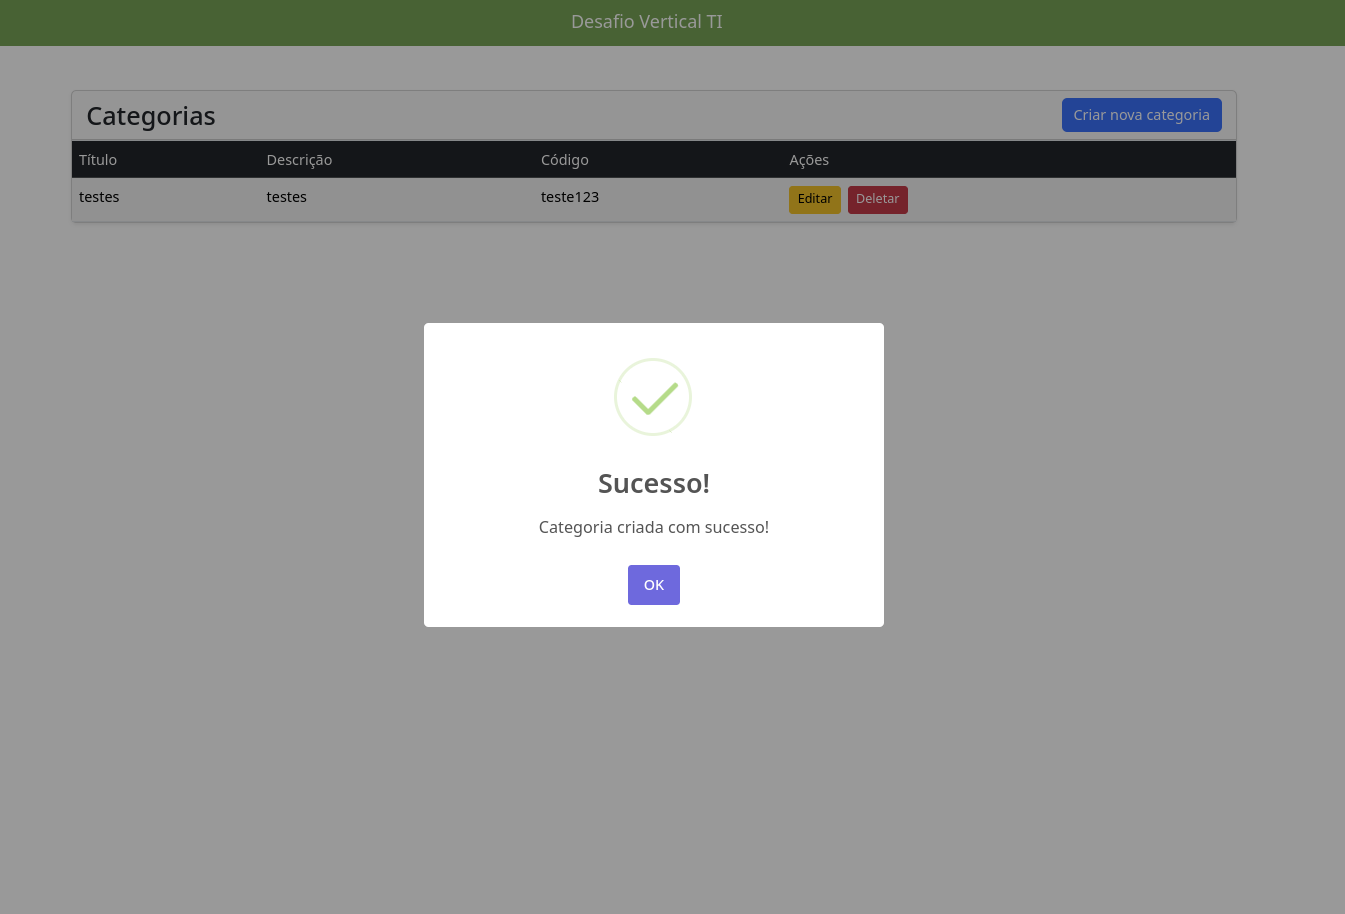 Desafio Vertical TI
Categorias
Criar nova categoria
Título Descrição Código Ações
testes testes teste123 Editar Deletar
Sucesso!
Categoria criada com sucesso!
OK